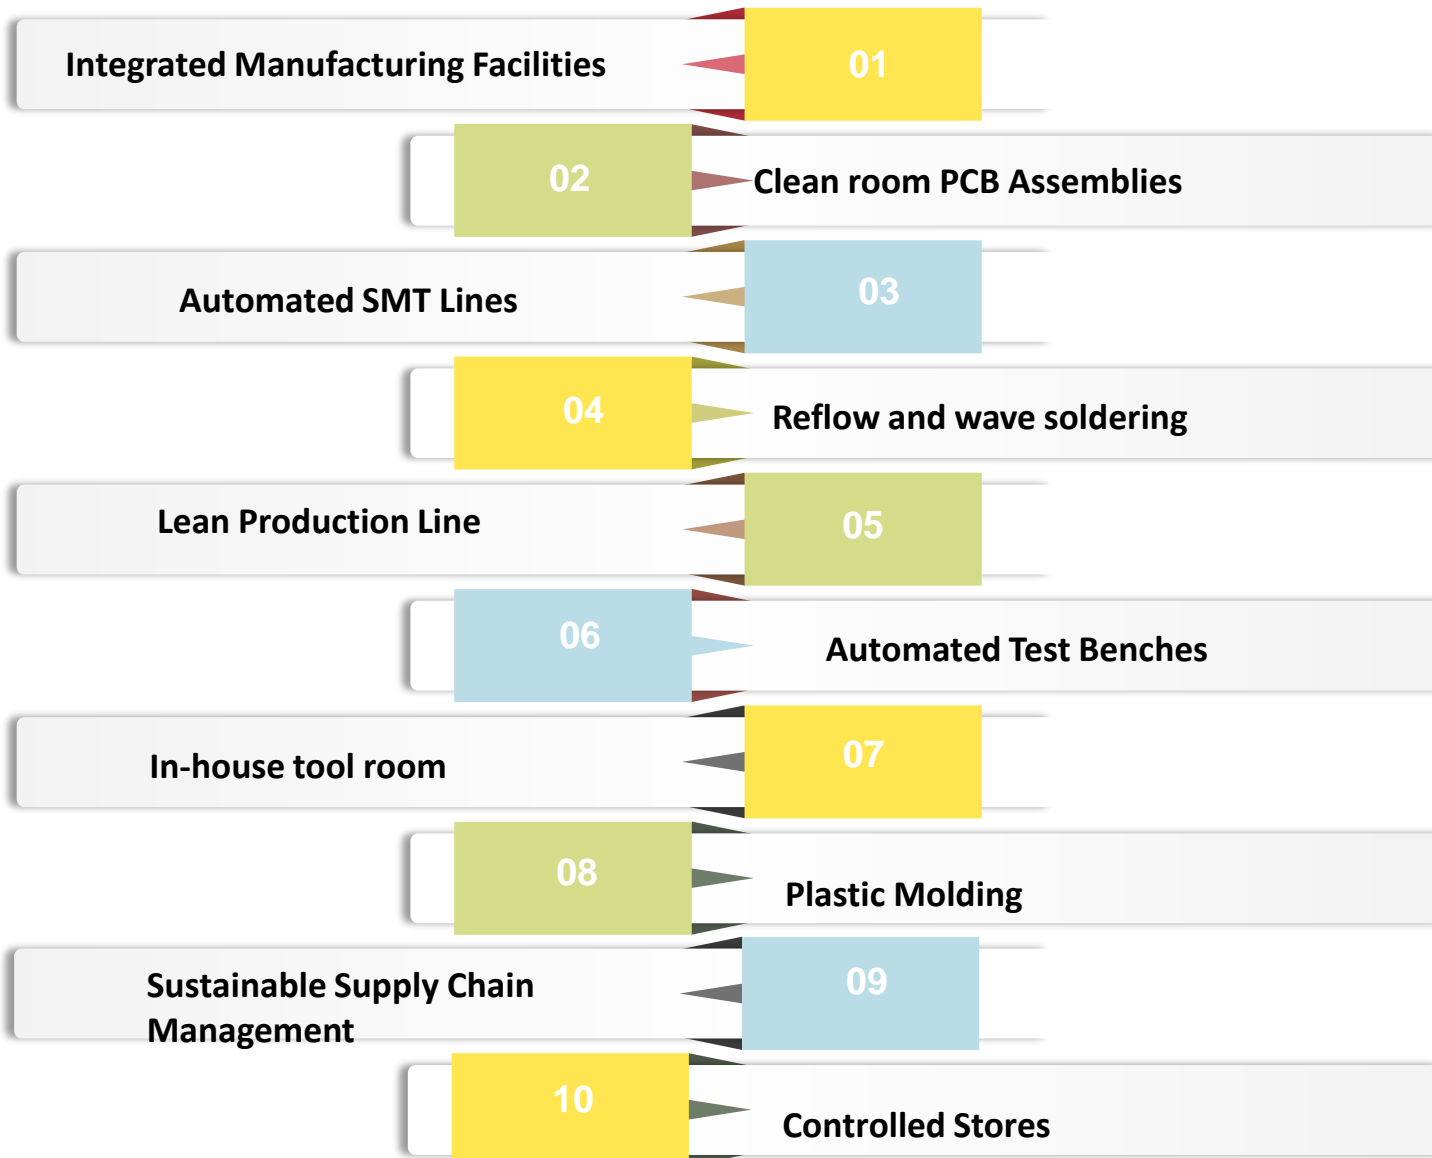 Integrated Manufacturing Facilities
01
02
Clean room PCB Assemblies
Automated SMT Lines
03
04
Reflow and wave soldering
Lean Production Line
05
06
Automated Test Benches
In-house tool room
07
08
Plastic Molding
Sustainable Supply Chain
Management
09
10
Controlled Stores